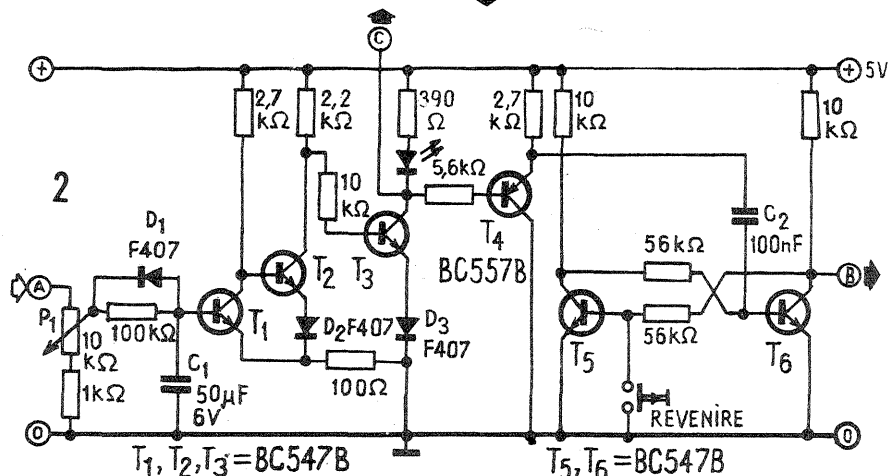 C
+
+ 5V
2,7 kΩ
2,2 kΩ
390 Ω
2,7 kΩ
10 kΩ
10 kΩ
2
10 kΩ
5,6kΩ
D1 F407
T4
BC557B
C2 100nF
A
P1
10 kΩ
100kΩ
T1
T2
T3
56kΩ
B
D2 F407
D3 F407
T5
56kΩ
T6
1kΩ
C1
50µF 6V
100Ω
REVENIRE
0
0
T1, T2, T3 = BC547B
T5, T6 = BC547B